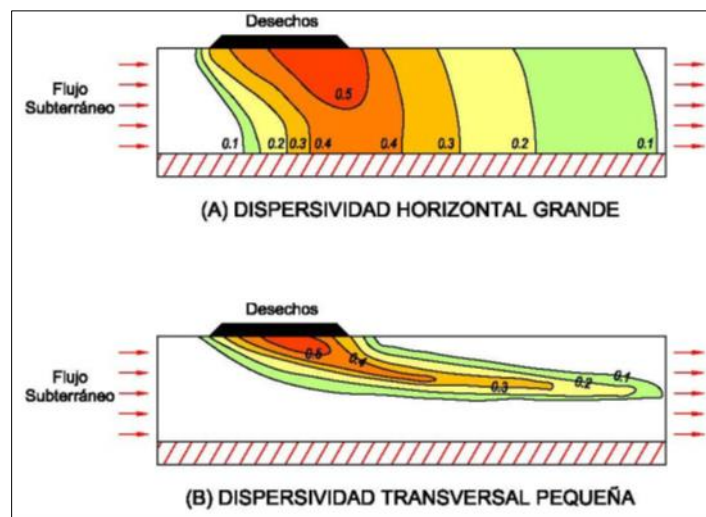 Desechos
Flujo
Subterráneo
0.5
0.1
0.2
0.3
0.4
0.4
0.3
0.2
0.1
(A) DISPERSIVIDAD HORIZONTAL GRANDE
Desechos
Flujo
Subterráneo
0.5
0.4
0.3
0.2
0.1
(B) DISPERSIVIDAD TRANSVERSAL PEQUEÑA